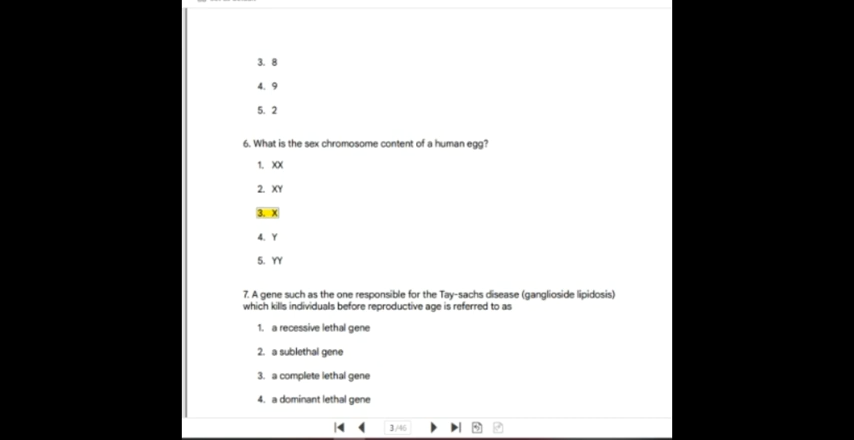 3. 8
4. 9
5. 2
6. What is the sex chromosome content of a human egg?
1. XX
2. XY
3. X
4. Y
5. YY
7. A gene such as the one responsible for the Tay-sachs disease (ganglioside lipidosis)
which kills individuals before reproductive age is referred to as
1. a recessive lethal gene
2. a sublethal gene
3. a complete lethal gene
4. a dominant lethal gene
3/46